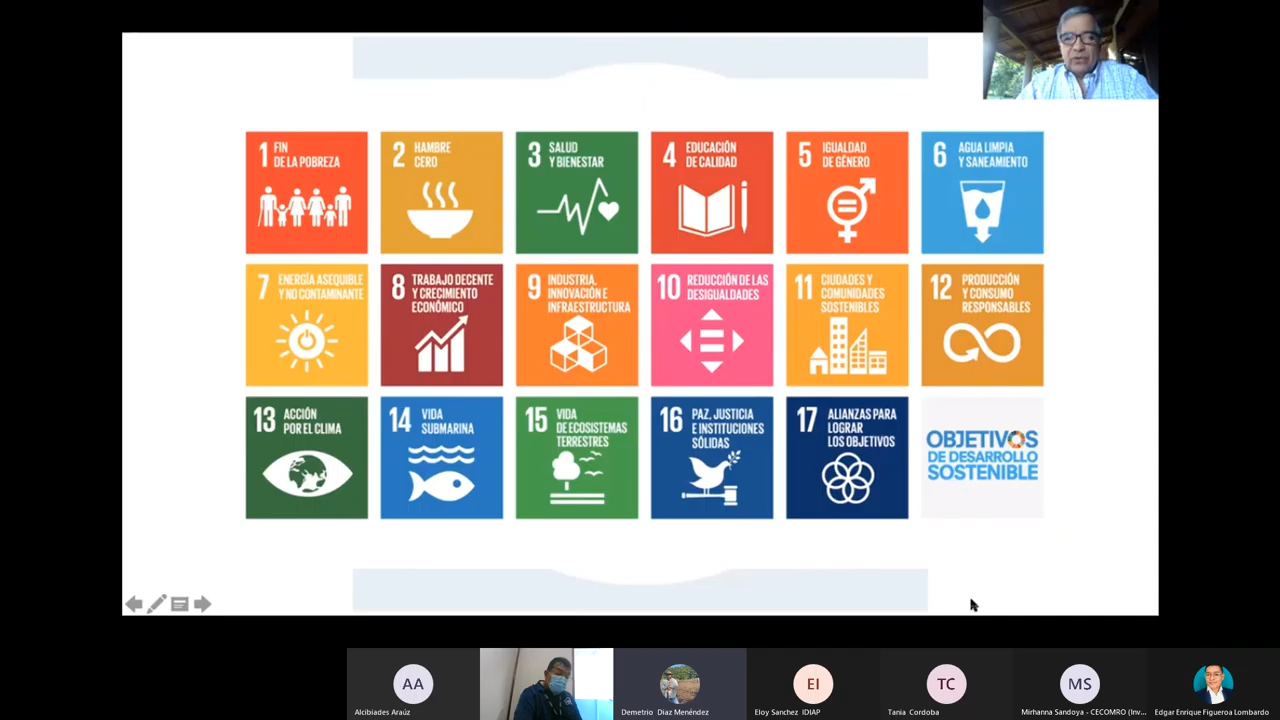 1 FIN
DE LA POBREZA
2 HAMBRE
CERO
3 SALUD
Y BIENESTAR
4 EDUCACIÓN
DE CALIDAD
5 IGUALDAD
DE GÉNERO
6 AGUA LIMPIA
Y SANEAMIENTO
7 ENERGÍA ASEQUIBLE
Y NO CONTAMINANTE
8 TRABAJO DECENTE
Y CRECIMIENTO
ECONÓMICO
9 INDUSTRIA,
INNOVACIÓN E
INFRAESTRUCTURA
10 REDUCCIÓN DE LAS
DESIGUALDADES
11 CIUDADES Y
COMUNIDADES
SOSTENIBLES
12 PRODUCCIÓN
Y CONSUMO
RESPONSABLES
13 ACCIÓN
POR EL CLIMA
14 VIDA
SUBMARINA
15 VIDA
DE ECOSISTEMAS
TERRESTRES
16 PAZ, JUSTICIA
E INSTITUCIONES
SÓLIDAS
17 ALIANZAS PARA
LOGRAR
LOS OBJETIVOS
OBJETIVOS
DE DESARROLLO
SOSTENIBLE
AA
Alcibiades Araúz
Demetrio Diaz Menéndez
EI
Eloy Sanchez IDIAP
TC
Tania Cordoba
MS
Mirhanna Sandoya - CECOMRO (Inv...
Edgar Enrique Figueroa Lombardo